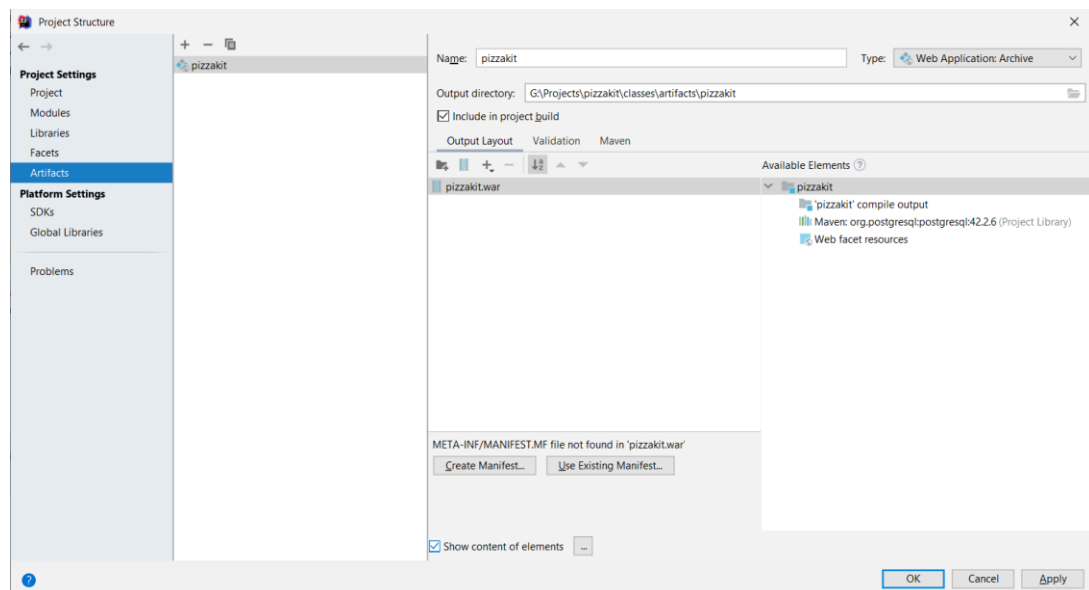 Project Structure
Project Settings
Project
Modules
Libraries
Facets
Artifacts
Platform Settings
SDKs
Global Libraries
Problems
pizzakit
Name: pizzakit Type: Web Application: Archive
Output directory: G:\Projects\pizzakit\classes\artifacts\pizzakit
Include in project build
Output Layout Validation Maven
Available Elements ?
pizzakit.war
pizzakit
'pizzakit' compile output
Maven: org.postgresql:postgresql:42.2.6 (Project Library)
Web facet resources
META-INF/MANIFEST.MF file not found in 'pizzakit.war'
Create Manifest... Use Existing Manifest...
Show content of elements ...
? OK Cancel Apply